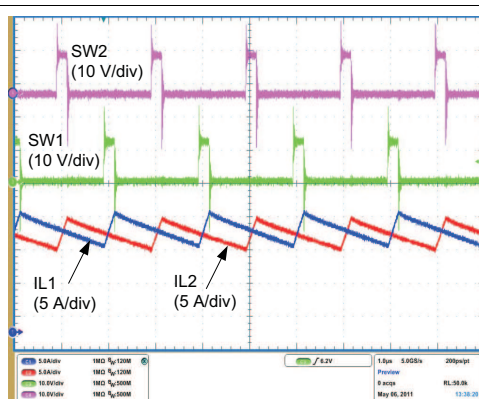 SW2
(10 V/div)
SW1
(10 V/div)
IL1
(5 A/div)
IL2
(5 A/div)
5.0A/div 1MΩ 120M
5.0A/div 1MΩ 120M
10.0V/div 1MΩ 500M
10.0V/div 1MΩ 500M
6.2V
1.0µs 5.0GS/s 200ps/pt
Preview
0 acqs RL:50.0k
May 06, 2011